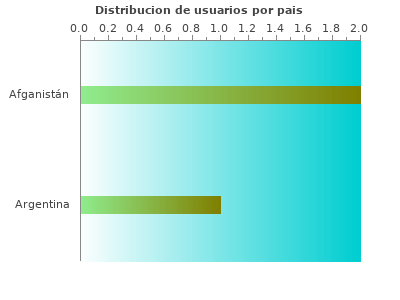 Distribucion de usuarios por pais
0.0 0.2 0.4 0.6 0.8 1.0 1.2 1.4 1.6 1.8 2.0
Afganistán
Argentina